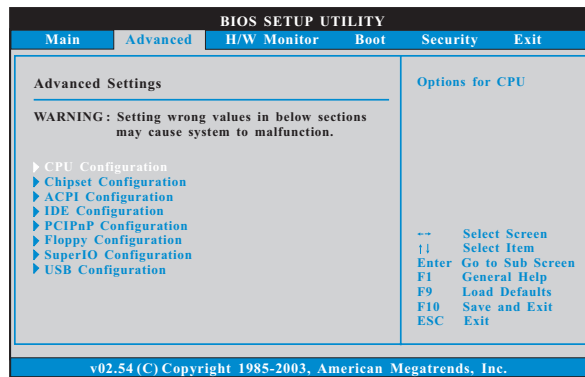 BIOS SETUP UTILITY
Main Advanced H/W Monitor Boot Security Exit
Advanced Settings
WARNING : Setting wrong values in below sections
may cause system to malfunction.
CPU Configuration
Chipset Configuration
ACPI Configuration
IDE Configuration
PCIPnP Configuration
Floppy Configuration
SuperIO Configuration
USB Configuration
Options for CPU
←→ Select Screen
↑↓ Select Item
Enter Go to Sub Screen
F1 General Help
F9 Load Defaults
F10 Save and Exit
ESC Exit
v02.54 (C) Copyright 1985-2003, American Megatrends, Inc.